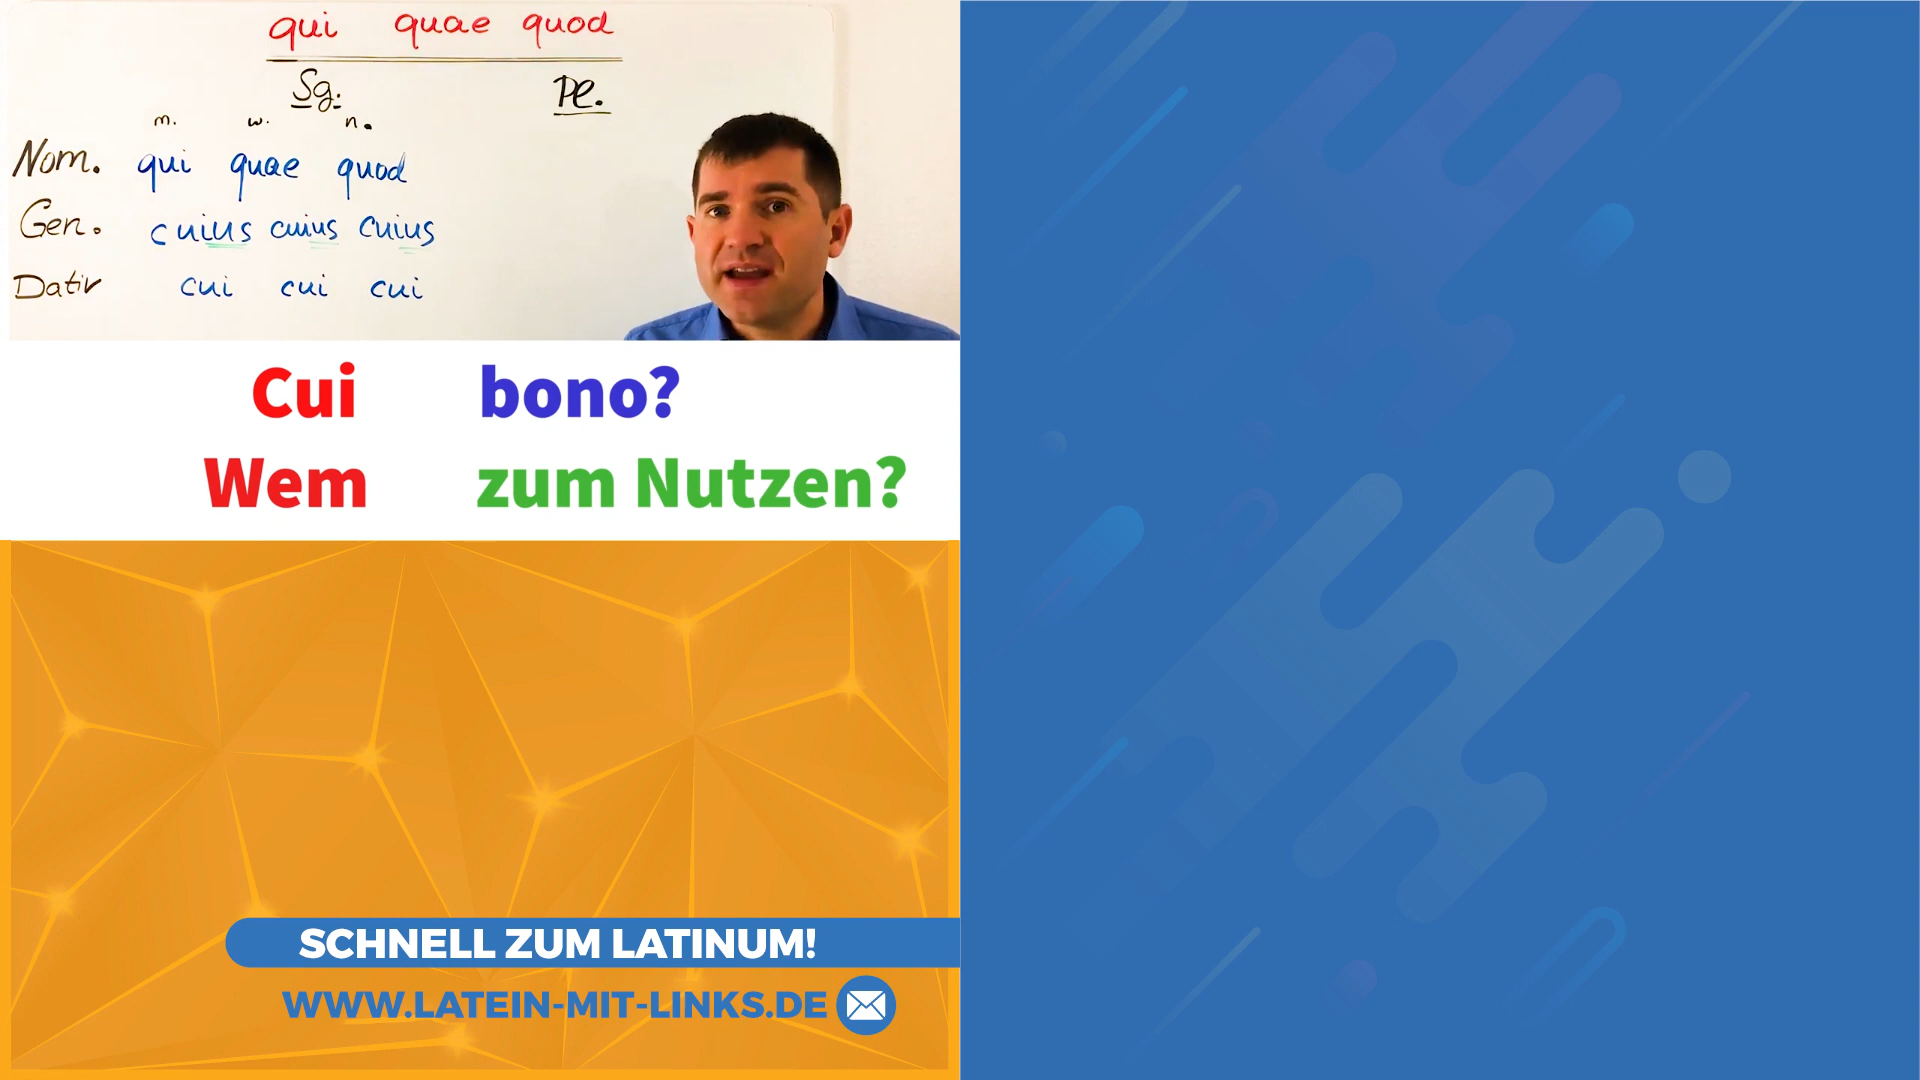 qui quae quod
Sg. Pl.
m. w. n.
Nom. qui quae quod
Gen. cuius cuius cuius
Dativ cui cui cui
Cui bono?
Wem zum Nutzen?
SCHNELL ZUM LATINUM!
WWW.LATEIN-MIT-LINKS.DE